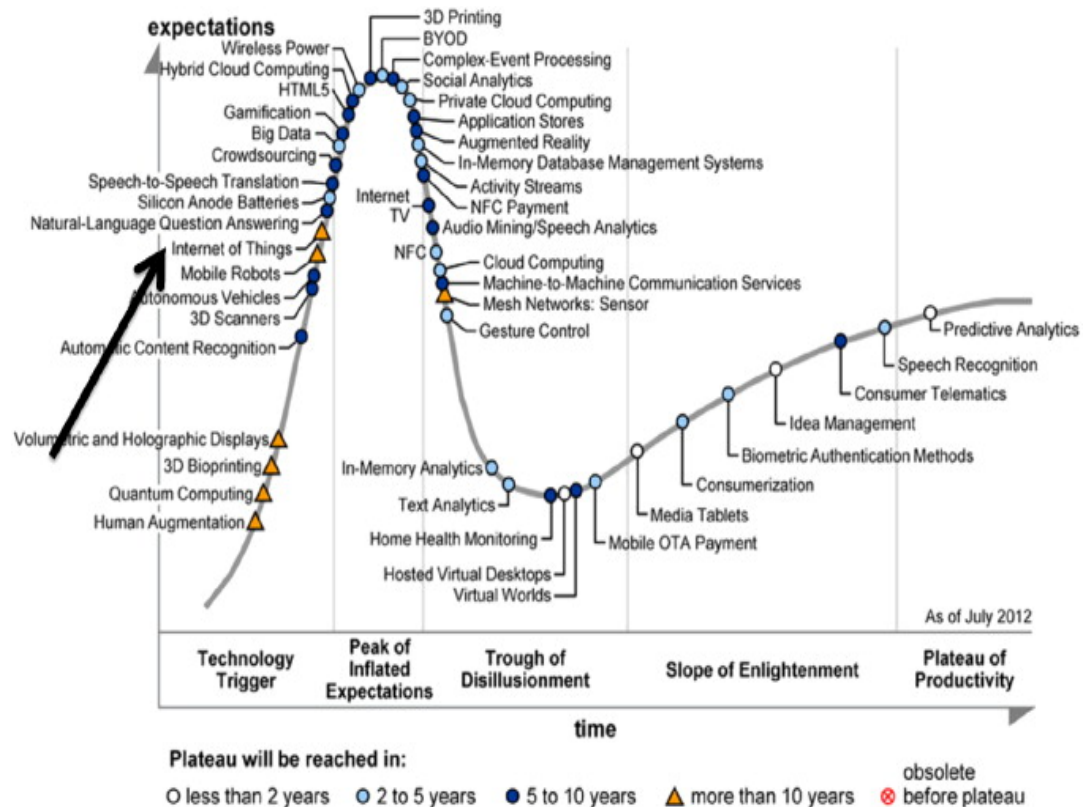 expectations
3D Printing
BYOD
Wireless Power
Complex-Event Processing
Hybrid Cloud Computing
Social Analytics
HTML5
Private Cloud Computing
Gamification
Application Stores
Big Data
Augmented Reality
Crowdsourcing
In-Memory Database Management Systems
Speech-to-Speech Translation
Activity Streams
Silicon Anode Batteries
Internet
TV
NFC Payment
Natural-Language Question Answering
Audio Mining/Speech Analytics
Internet of Things
NFC
Cloud Computing
Mobile Robots
Machine-to-Machine Communication Services
Autonomous Vehicles
Mesh Networks: Sensor
3D Scanners
Gesture Control
Predictive Analytics
Automatic Content Recognition
Speech Recognition
Consumer Telematics
Idea Management
Volumetric and Holographic Displays
Biometric Authentication Methods
3D Bioprinting
In-Memory Analytics
Consumerization
Quantum Computing
Text Analytics
Media Tablets
Human Augmentation
Home Health Monitoring
Mobile OTA Payment
Hosted Virtual Desktops
Virtual Worlds
As of July 2012
Technology
Trigger
Peak of
Inflated
Expectations
Trough of
Disillusionment
Slope of Enlightenment
Plateau of
Productivity
time
Plateau will be reached in:
less than 2 years
2 to 5 years
5 to 10 years
more than 10 years
obsolete
before plateau